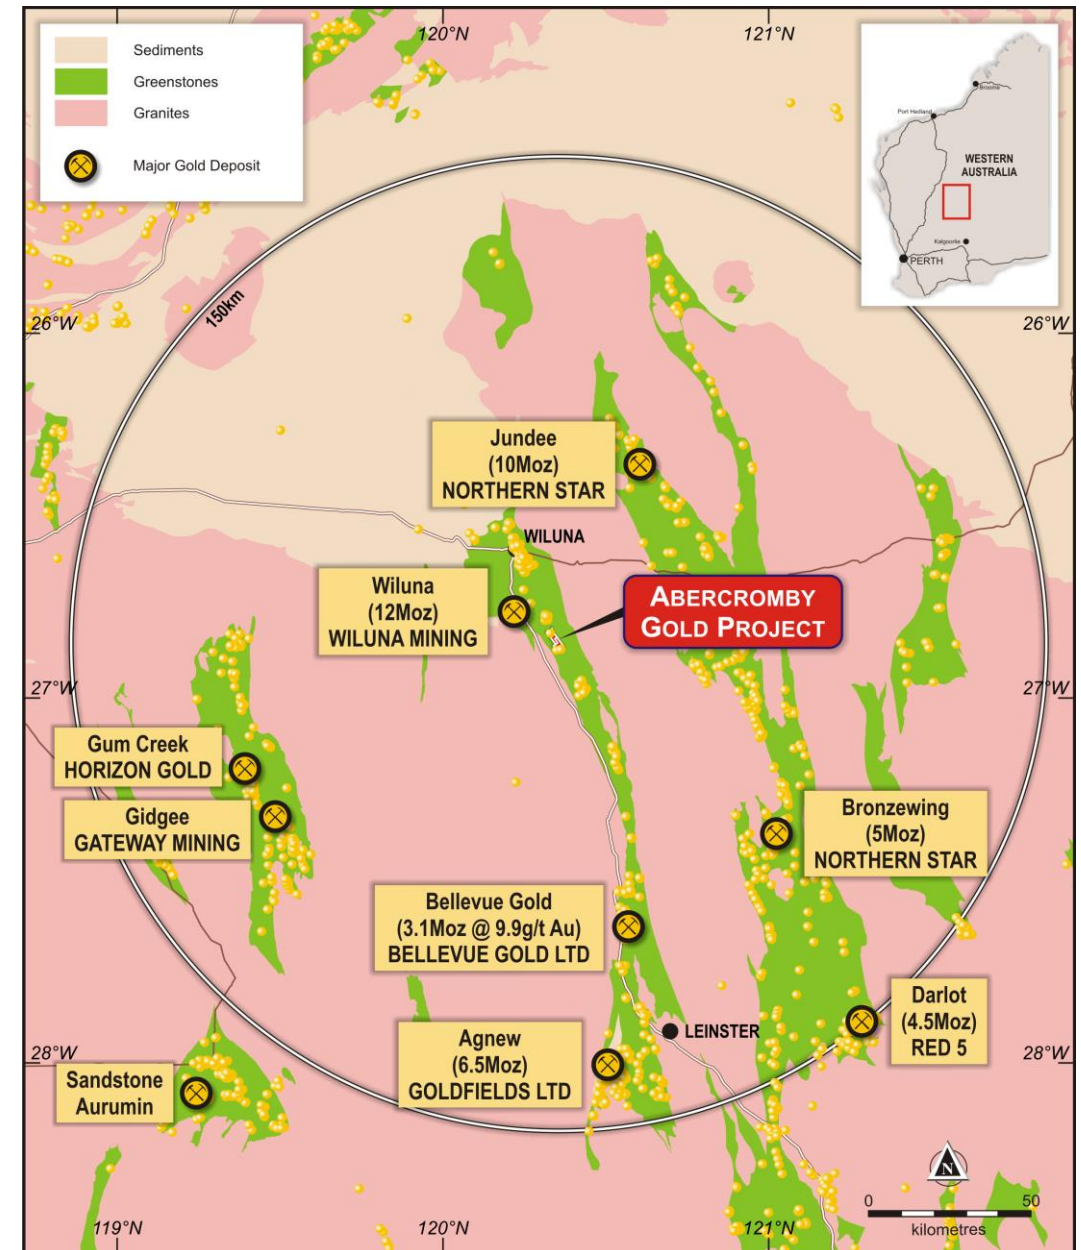 120°N
121°N
Sediments
Greenstones
Granites
Major Gold Deposit
Broome
Port Hedland
WESTERN
AUSTRALIA
Kalgoorlie
PERTH
150km
26°W
26°W
Jundee
(10Moz)
NORTHERN STAR
WILUNA
Wiluna
(12Moz)
WILUNA MINING
ABERCROMBY
GOLD PROJECT
27°W
27°W
Gum Creek
HORIZON GOLD
Gidgee
GATEWAY MINING
Bronzewing
(5Moz)
NORTHERN STAR
Bellevue Gold
(3.1Moz @ 9.9g/t Au)
BELLEVUE GOLD LTD
Darlot
(4.5Moz)
RED 5
LEINSTER
Agnew
(6.5Moz)
GOLDFIELDS LTD
28°W
28°W
Sandstone
Aurumin
N
0
50
kilometres
119°N
120°N
121°N